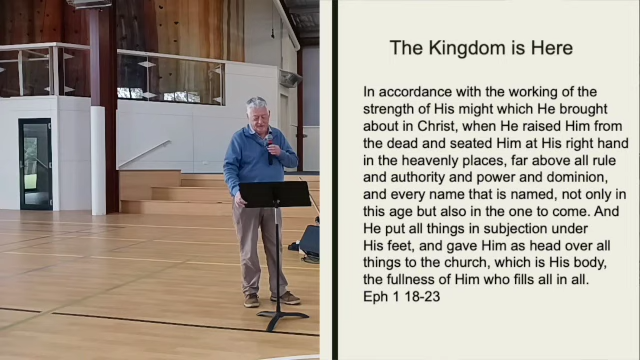 The Kingdom is Here
In accordance with the working of the
strength of His might which He brought
about in Christ, when He raised Him from
the dead and seated Him at His right hand
in the heavenly places, far above all rule
and authority and power and dominion,
and every name that is named, not only in
this age but also in the one to come. And
He put all things in subjection under
His feet, and gave Him as head over all
things to the church, which is His body,
the fullness of Him who fills all in all.
Eph 1 18-23